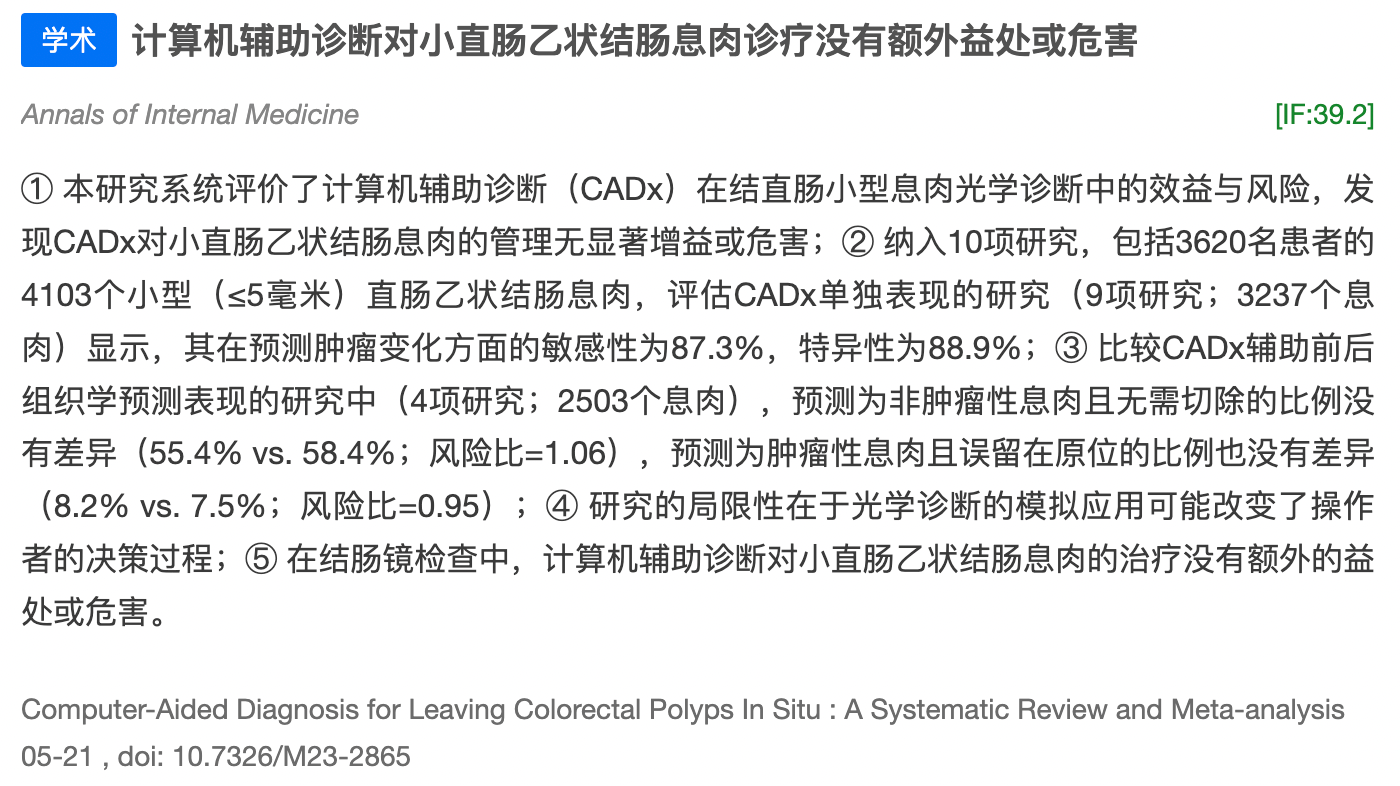 学术 计算机辅助诊断对小直肠乙状结肠息肉诊疗没有额外益处或危害
Annals of Internal Medicine [IF:39.2]
① 本研究系统评价了计算机辅助诊断（CADx）在结直肠小型息肉光学诊断中的效益与风险，发
现CADx对小直肠乙状结肠息肉的管理无显著增益或危害；② 纳入10项研究，包括3620名患者的
4103个小型（≤5毫米）直肠乙状结肠息肉，评估CADx单独表现的研究（9项研究；3237个息
肉）显示，其在预测肿瘤变化方面的敏感性为87.3%，特异性为88.9%；③ 比较CADx辅助前后
组织学预测表现的研究中（4项研究；2503个息肉），预测为非肿瘤性息肉且无需切除的比例没
有差异（55.4% vs. 58.4%；风险比=1.06），预测为肿瘤性息肉且误留在原位的比例也没有差异
（8.2% vs. 7.5%；风险比=0.95）；④ 研究的局限性在于光学诊断的模拟应用可能改变了操作
者的决策过程；⑤ 在结肠镜检查中，计算机辅助诊断对小直肠乙状结肠息肉的治疗没有额外的益
处或危害。
Computer-Aided Diagnosis for Leaving Colorectal Polyps In Situ : A Systematic Review and Meta-analysis
05-21 , doi: 10.7326/M23-2865